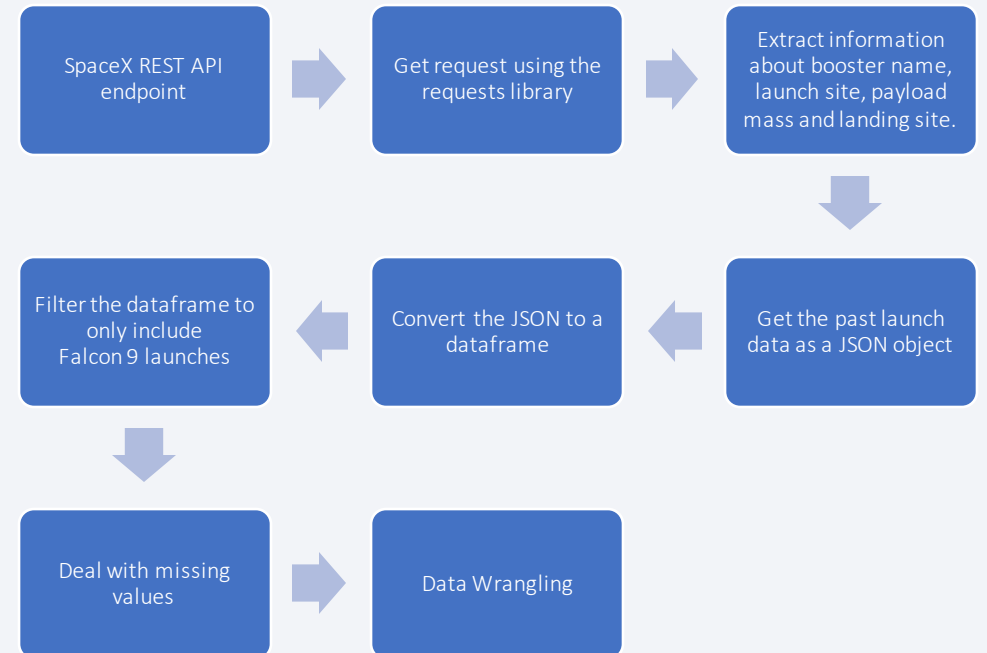 SpaceX REST API
endpoint
Get request using the
requests library
Extract information
about booster name,
launch site, payload
mass and landing site.
Get the past launch
data as a JSON object
Convert the JSON to a
dataframe
Filter the dataframe to
only include
Falcon 9 launches
Deal with missing
values
Data Wrangling